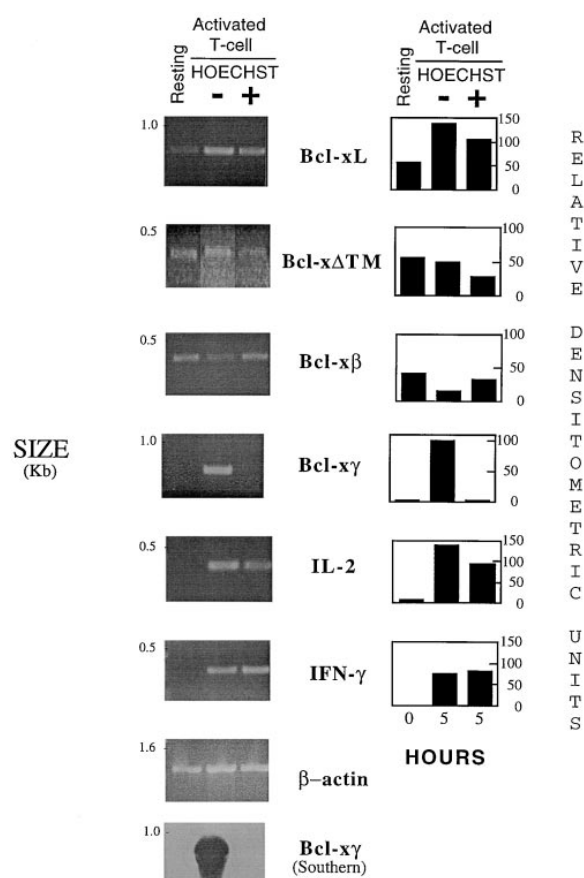 Activated
T-cell
Resting
HOECHST
- +
Activated
T-cell
Resting
HOECHST
- +
1.0
Bcl-xL
150
100
50
0
0.5
Bcl-xΔTM
100
50
0
0.5
Bcl-xβ
100
50
0
SIZE
(Kb)
1.0
Bcl-xγ
100
50
0
0.5
IL-2
150
100
50
0
0.5
IFN-γ
150
100
50
0
0 5 5
HOURS
1.6
β–actin
1.0
Bcl-xγ
(Southern)
RELATIVE DENSITOMETRIC UNITS